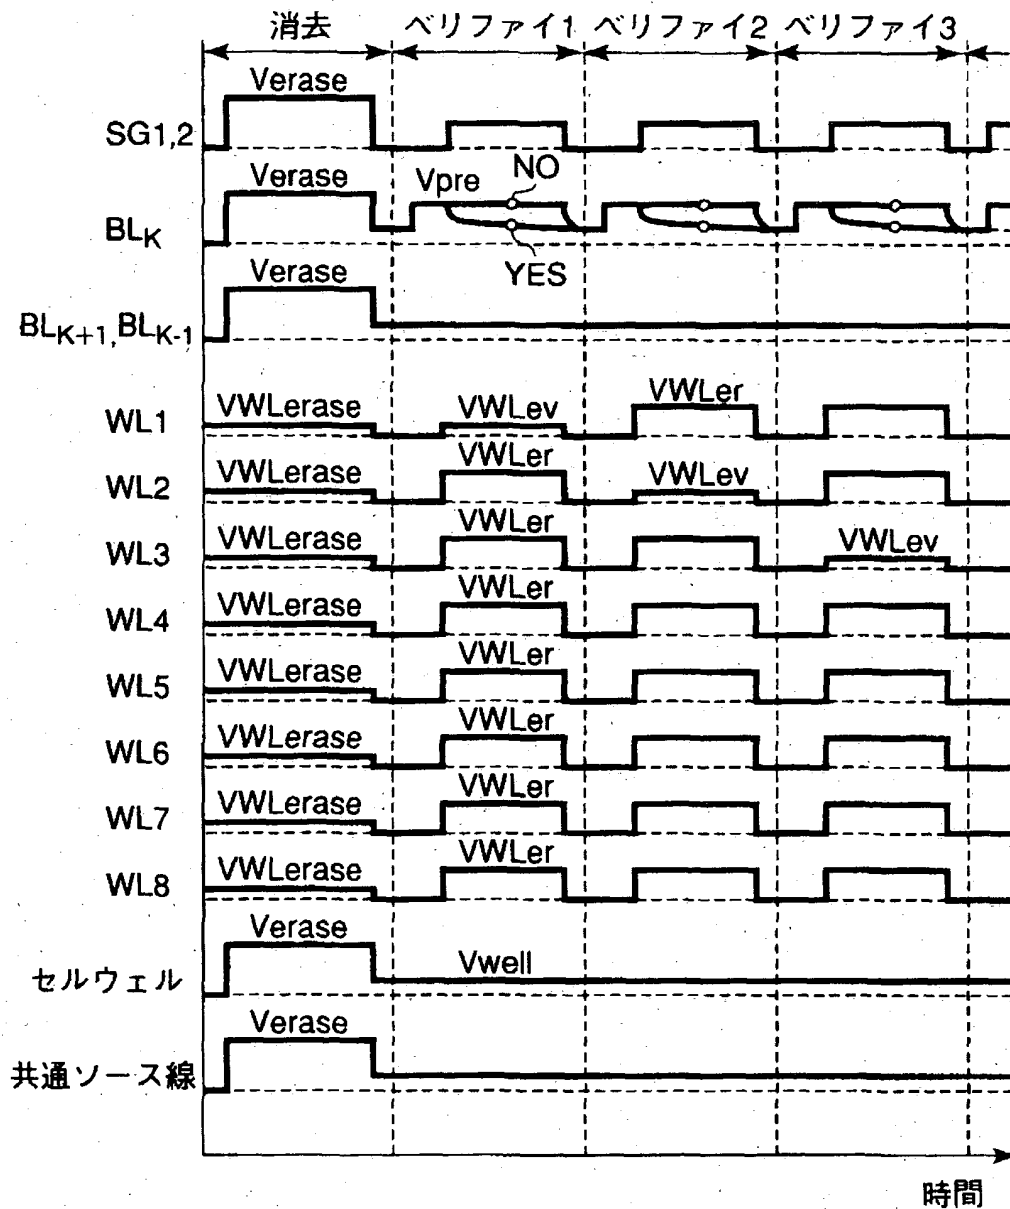 消去 ベリファイ1 ベリファイ2 ベリファイ3
Verase
SG1,2
Verase Vpre NO
BLK
YES
Verase
BLK+1,BLK-1
VWLerase VWLev VWLer
WL1
VWLerase VWLer VWLev
WL2
VWLerase VWLer VWLev
WL3
VWLerase VWLer
WL4
VWLerase VWLer
WL5
VWLerase VWLer
WL6
VWLerase VWLer
WL7
VWLerase VWLer
WL8
Verase
セルウェル Vwell
Verase
共通ソース線
時間